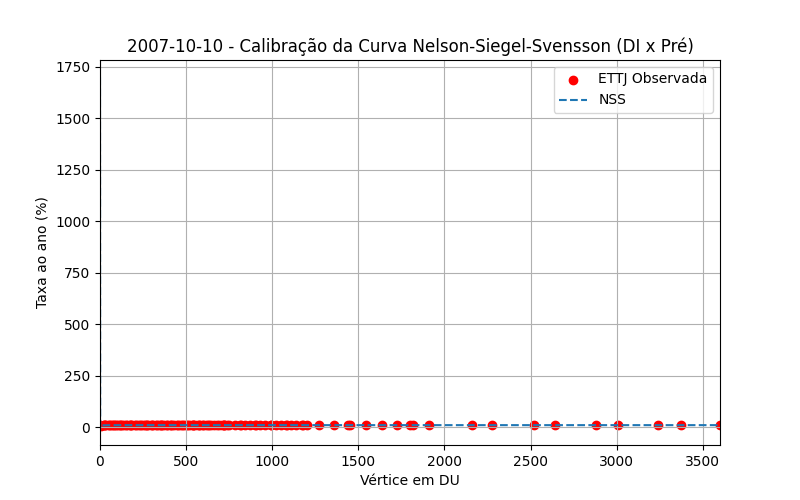 2007-10-10 - Calibração da Curva Nelson-Siegel-Svensson (DI x Pré)
ETTJ Observada
NSS
Taxa ao ano (%)
1750
1500
1250
1000
750
500
250
0
0 500 1000 1500 2000 2500 3000 3500
Vértice em DU